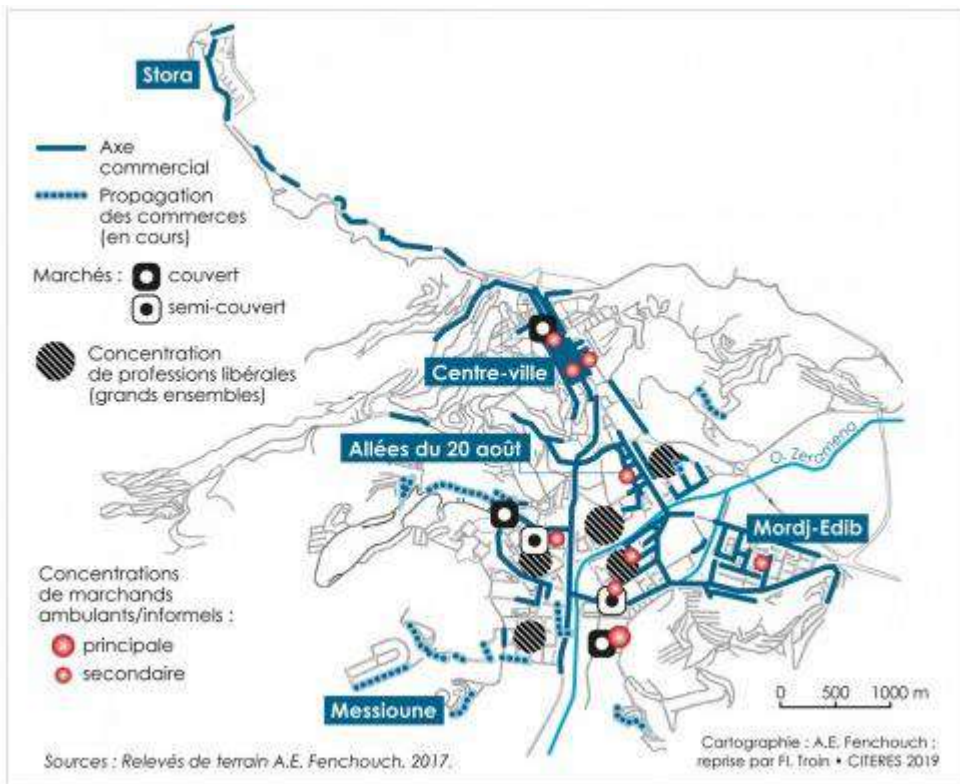 Stora
Axe
commercial
Propagation
des commerces
(en cours)
Marchés :
couvert
semi-couvert
Concentration
de professions libérales
(grands ensembles)
Centre-ville
Allées du 20 août
O. Zeramena
Mordj-Edib
Concentrations
de marchands
ambulants/informels :
principale
secondaire
Messioune
0 500 1000 m
Sources : Relevés de terrain A.E. Fenchouch, 2017.
Cartographie : A.E. Fenchouch ;
reprise par Fl. Troin • CITERES 2019